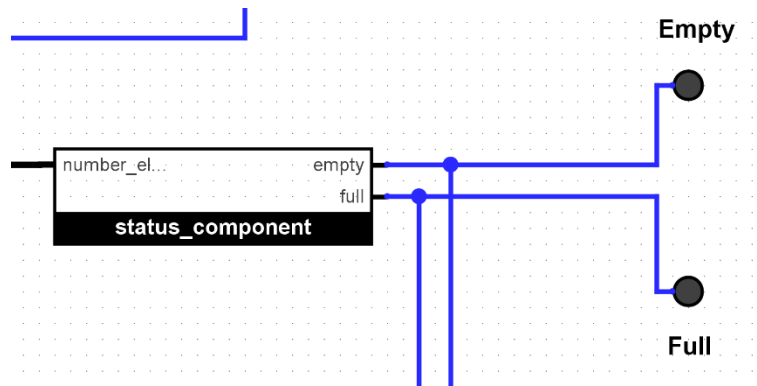 Empty
number_el... empty
full
status_component
Full